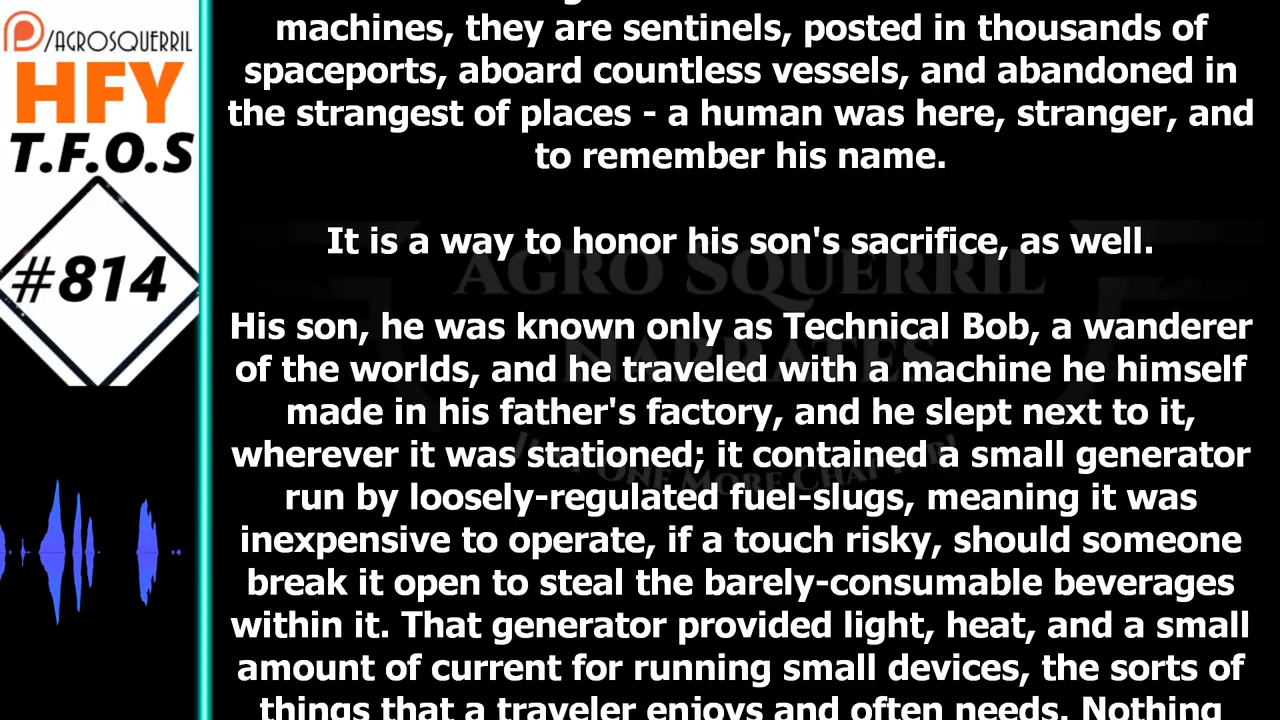 /AGROSQUERRIL
HFY
T.F.O.S
#814
machines, they are sentinels, posted in thousands of
spaceports, aboard countless vessels, and abandoned in
the strangest of places - a human was here, stranger, and
to remember his name.
It is a way to honor his son's sacrifice, as well.
AGRO SQUERRIL
NARRATES
His son, he was known only as Technical Bob, a wanderer
of the worlds, and he traveled with a machine he himself
made in his father's factory, and he slept next to it,
wherever it was stationed; it contained a small generator
run by loosely-regulated fuel-slugs, meaning it was
inexpensive to operate, if a touch risky, should someone
break it open to steal the barely-consumable beverages
within it. That generator provided light, heat, and a small
amount of current for running small devices, the sorts of
things that a traveler enjoys and often needs. Nothing
ONE MORE CHAPTER